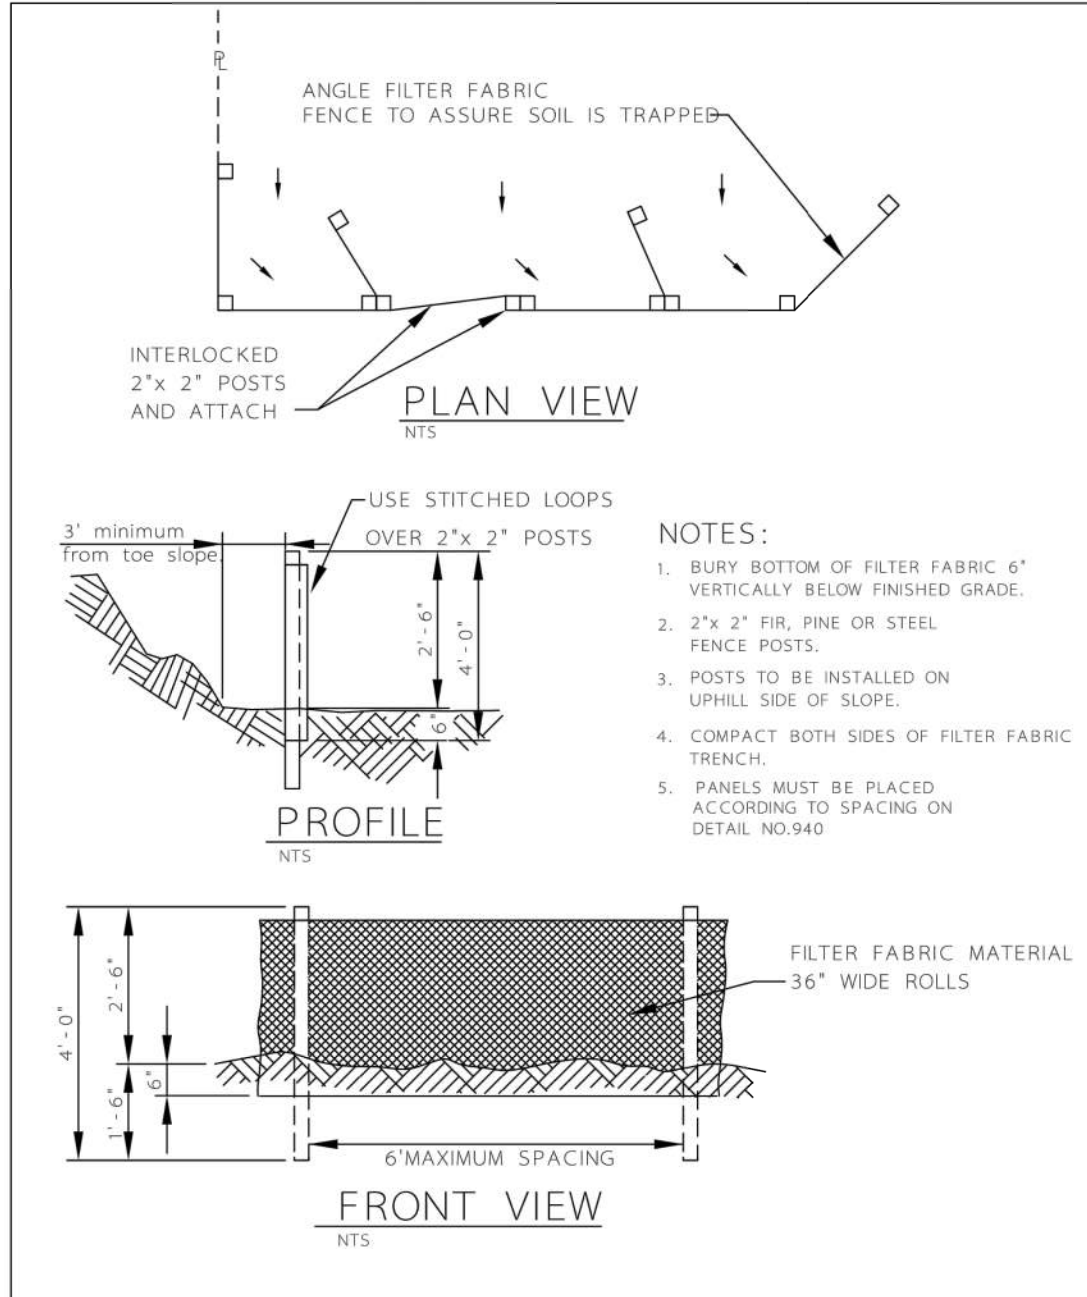 PL
ANGLE FILTER FABRIC
FENCE TO ASSURE SOIL IS TRAPPED
INTERLOCKED
2"x 2" POSTS
AND ATTACH
PLAN VIEW
NTS
3' minimum
from toe slope.
USE STITCHED LOOPS
OVER 2"x 2" POSTS
2'-6"
4'-0"
6"
PROFILE
NTS
NOTES:
1. BURY BOTTOM OF FILTER FABRIC 6"
VERTICALLY BELOW FINISHED GRADE.
2. 2"x 2" FIR, PINE OR STEEL
FENCE POSTS.
3. POSTS TO BE INSTALLED ON
UPHILL SIDE OF SLOPE.
4. COMPACT BOTH SIDES OF FILTER FABRIC
TRENCH.
5. PANELS MUST BE PLACED
ACCORDING TO SPACING ON
DETAIL NO.940
4'-0"
2'-6"
1'-6"
6"
FILTER FABRIC MATERIAL
36" WIDE ROLLS
6'MAXIMUM SPACING
FRONT VIEW
NTS